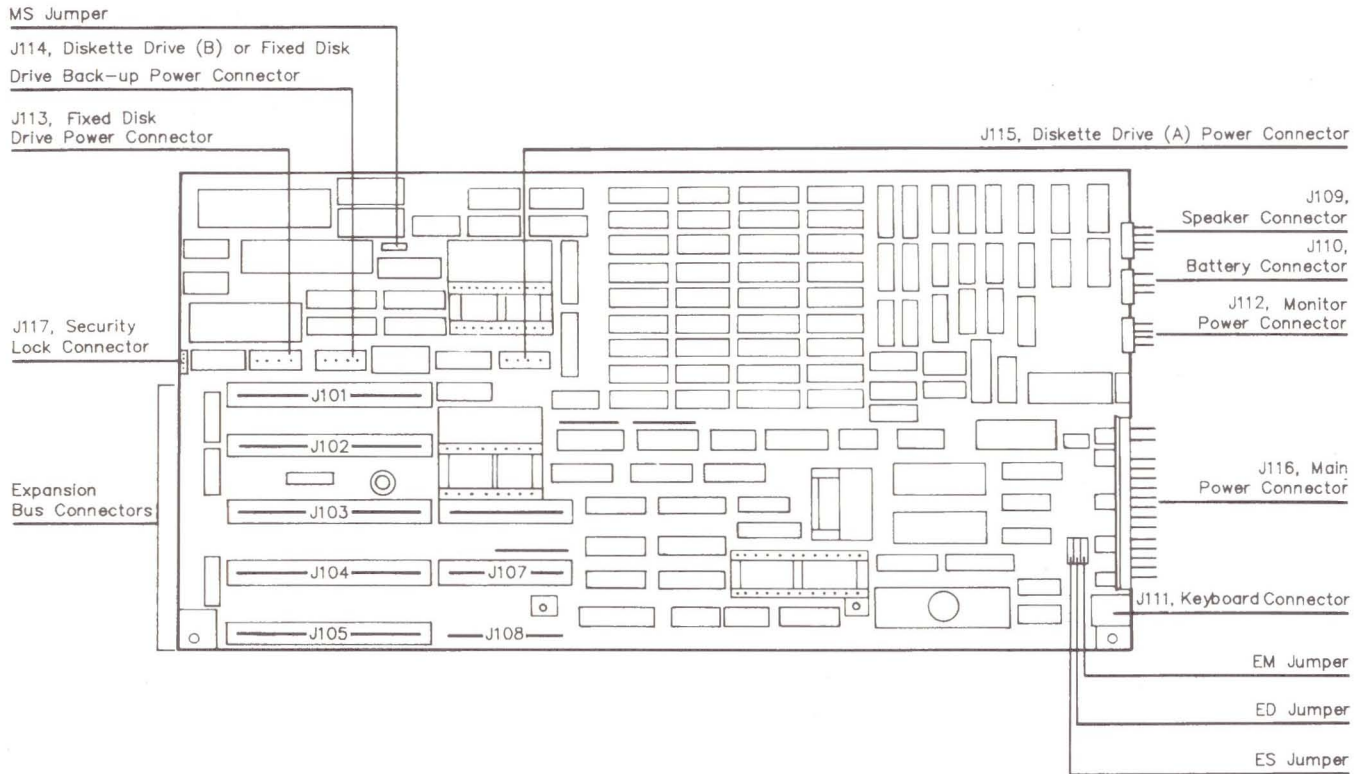 MS Jumper
J114, Diskette Drive (B) or Fixed Disk
Drive Back-up Power Connector
J113, Fixed Disk
Drive Power Connector
J115, Diskette Drive (A) Power Connector
J109,
Speaker Connector
J110,
Battery Connector
J112, Monitor
Power Connector
J117, Security
Lock Connector
J101
J102
Expansion
Bus Connectors
J103
J116, Main
Power Connector
J104
J107
J111, Keyboard Connector
J105
J108
EM Jumper
ED Jumper
ES Jumper